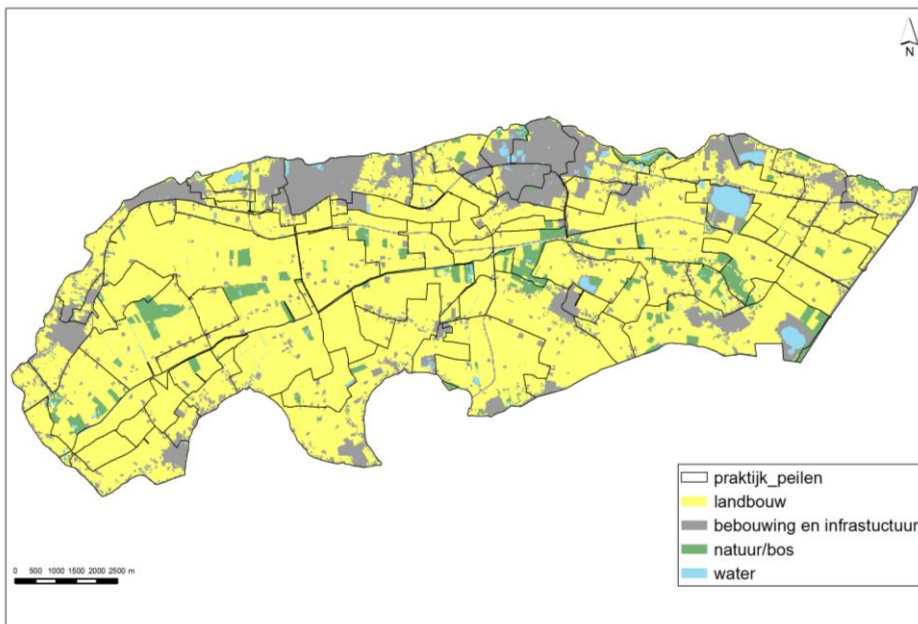 N
praktijk_peilen
landbouw
bebouwing en infrastuctuur
natuur/bos
water
0 500 1000 1500 2000 2500 m